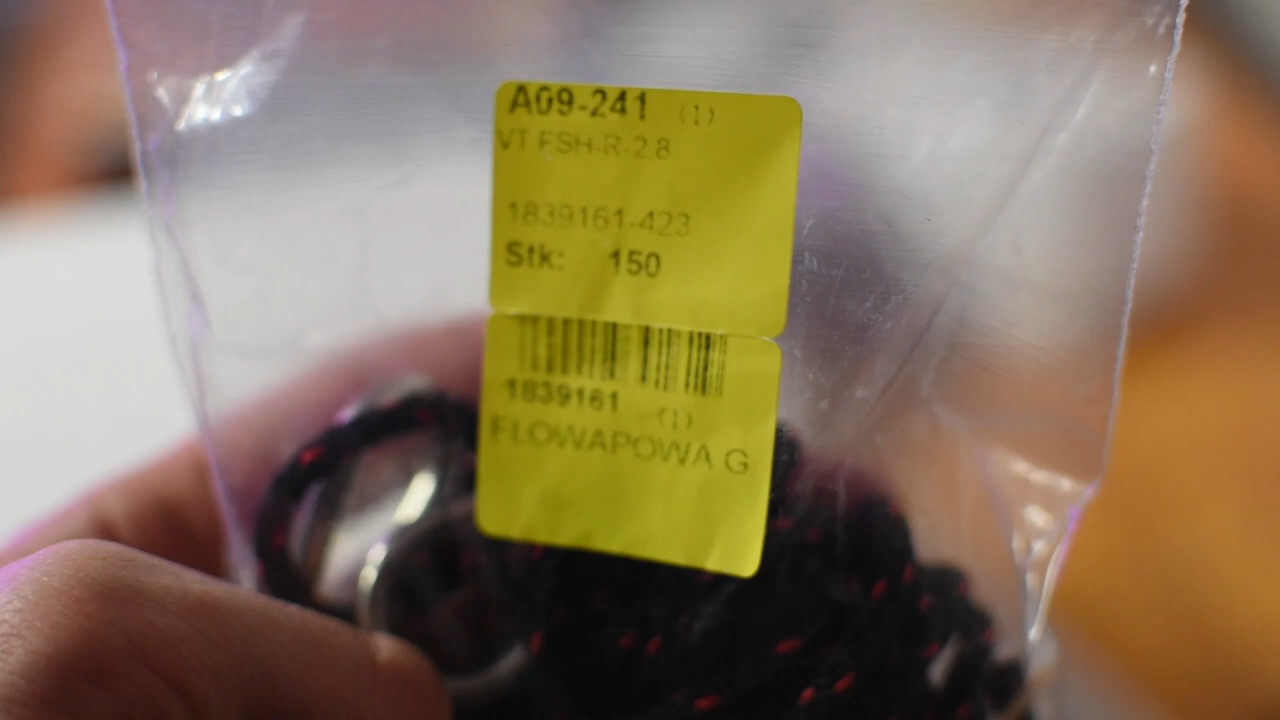 A09-241 (1)
VT FSH-R-2.8
1839161-423
Stk: 150
1839161 (1)
FLOWAPOWA G